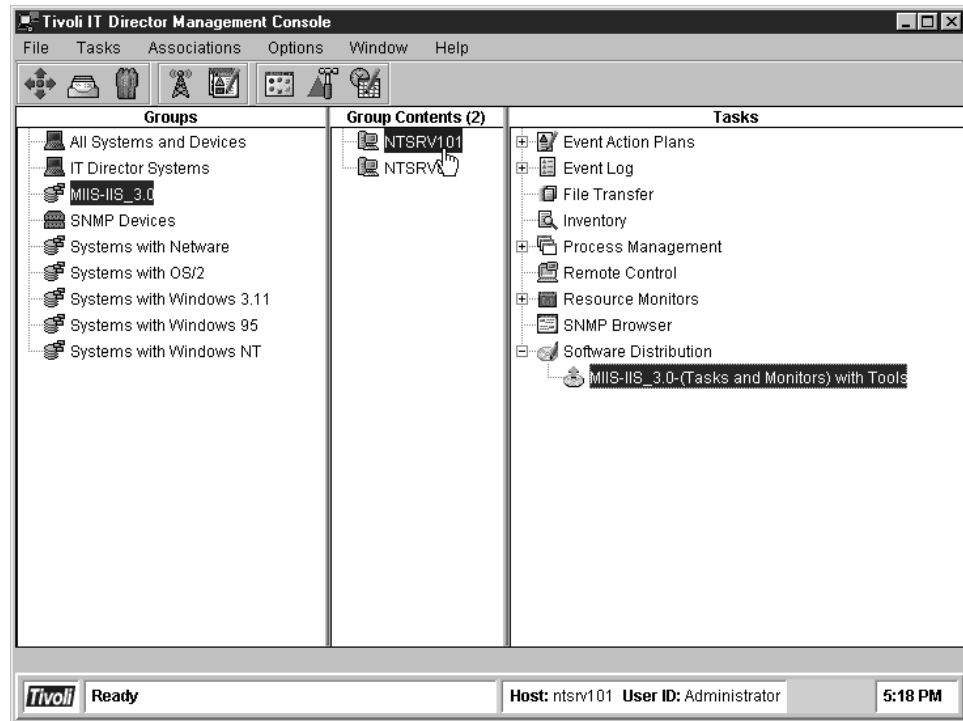 Tivoli IT Director Management Console
File Tasks Associations Options Window Help
Groups
All Systems and Devices
IT Director Systems
MIIS-IIS_3.0
SNMP Devices
Systems with Netware
Systems with OS/2
Systems with Windows 3.11
Systems with Windows 95
Systems with Windows NT
Group Contents (2)
NTSRV101
Tasks
Event Action Plans
Event Log
File Transfer
Inventory
Process Management
Remote Control
Resource Monitors
SNMP Browser
Software Distribution
MIIS-IIS_3.0-(Tasks and Monitors) with Tools
Tivoli Ready Host: ntsrv101 User ID: Administrator 5:18 PM